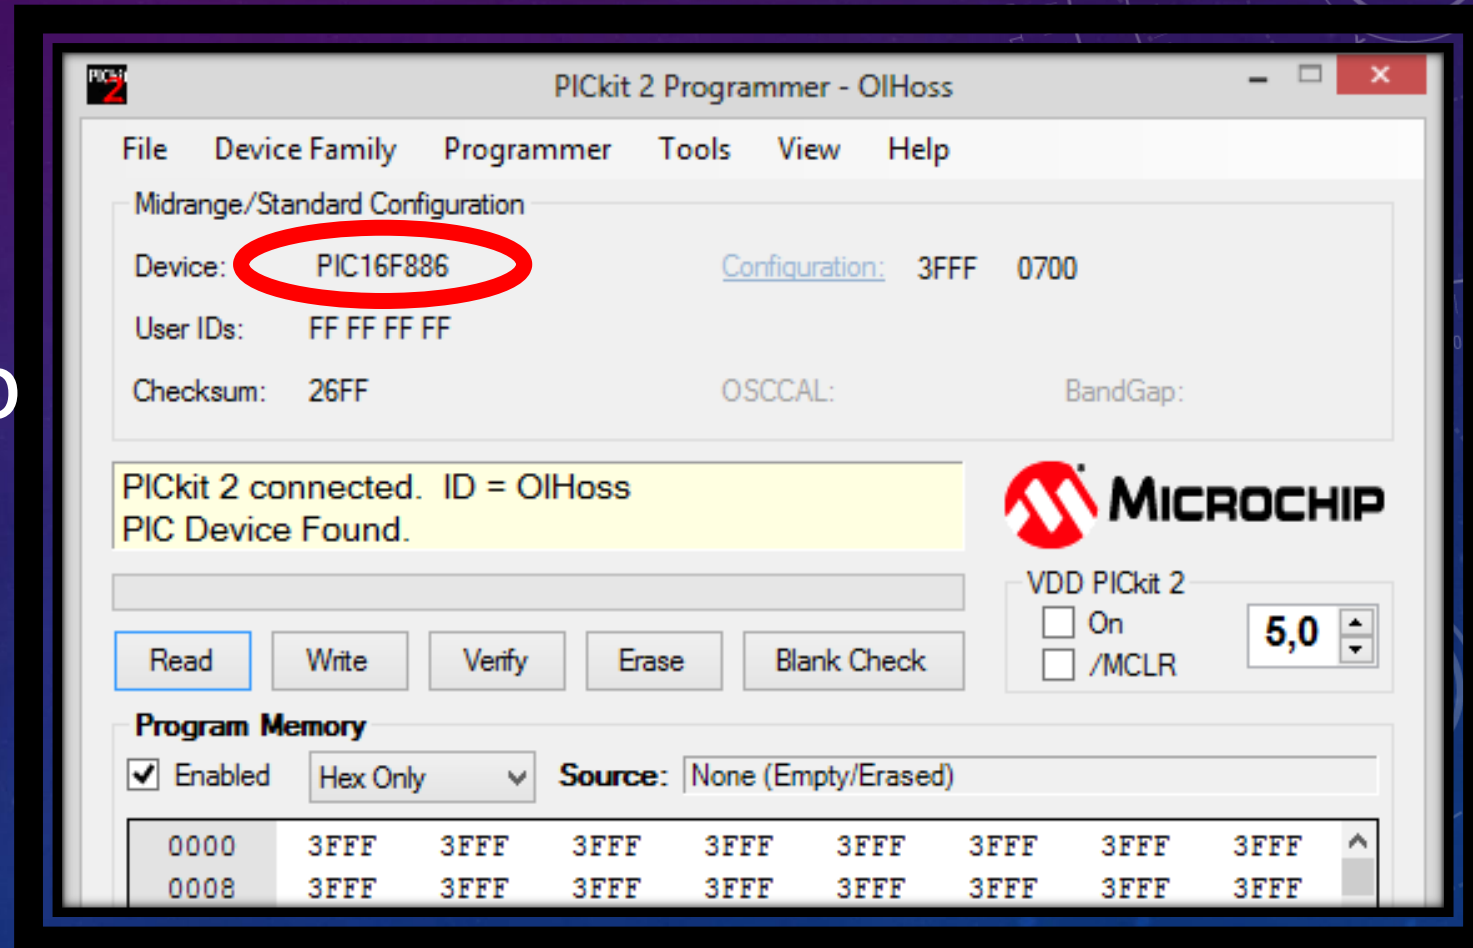 PICkit 2 Programmer - OIHoss
File Device Family Programmer Tools View Help
Midrange/Standard Configuration
Device: PIC16F886 Configuration: 3FFF 0700
User IDs: FF FF FF FF
Checksum: 26FF OSCCAL: BandGap:
PICkit 2 connected. ID = OIHoss
PIC Device Found.
MICROCHIP
VDD PICkit 2
On 5,0
/MCLR
Read Write Verify Erase Blank Check
Program Memory
Enabled Hex Only Source: None (Empty/Erased)
0000 3FFF 3FFF 3FFF 3FFF 3FFF 3FFF 3FFF 3FFF
0008 3FFF 3FFF 3FFF 3FFF 3FFF 3FFF 3FFF 3FFF